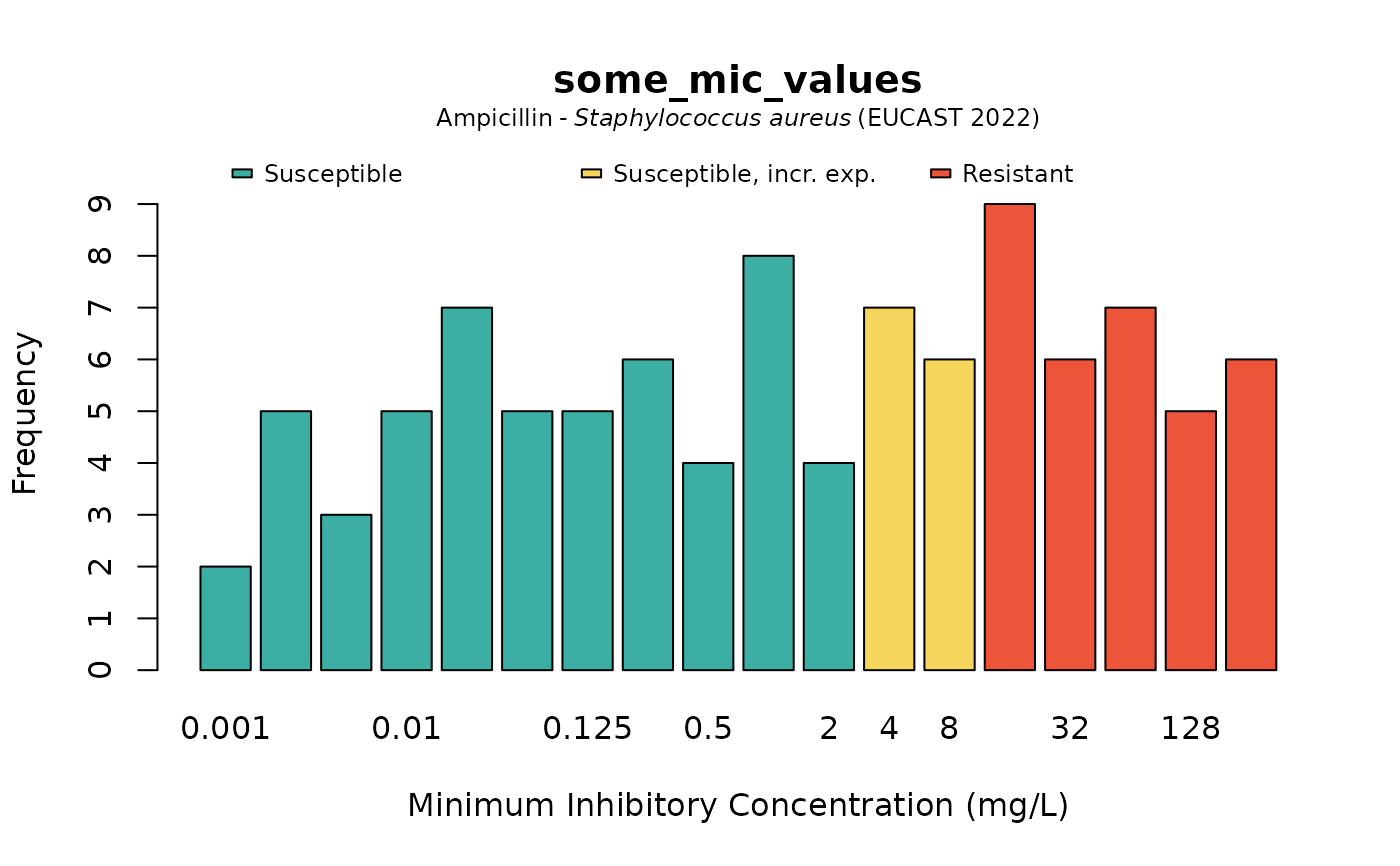 some_mic_values
Ampicillin - Staphylococcus aureus (EUCAST 2022)
Susceptible Susceptible, incr. exp. Resistant
9
8
7
6
5
4
3
2
1
0
Frequency
0.001 0.01 0.125 0.5 2 4 8 32 128
Minimum Inhibitory Concentration (mg/L)